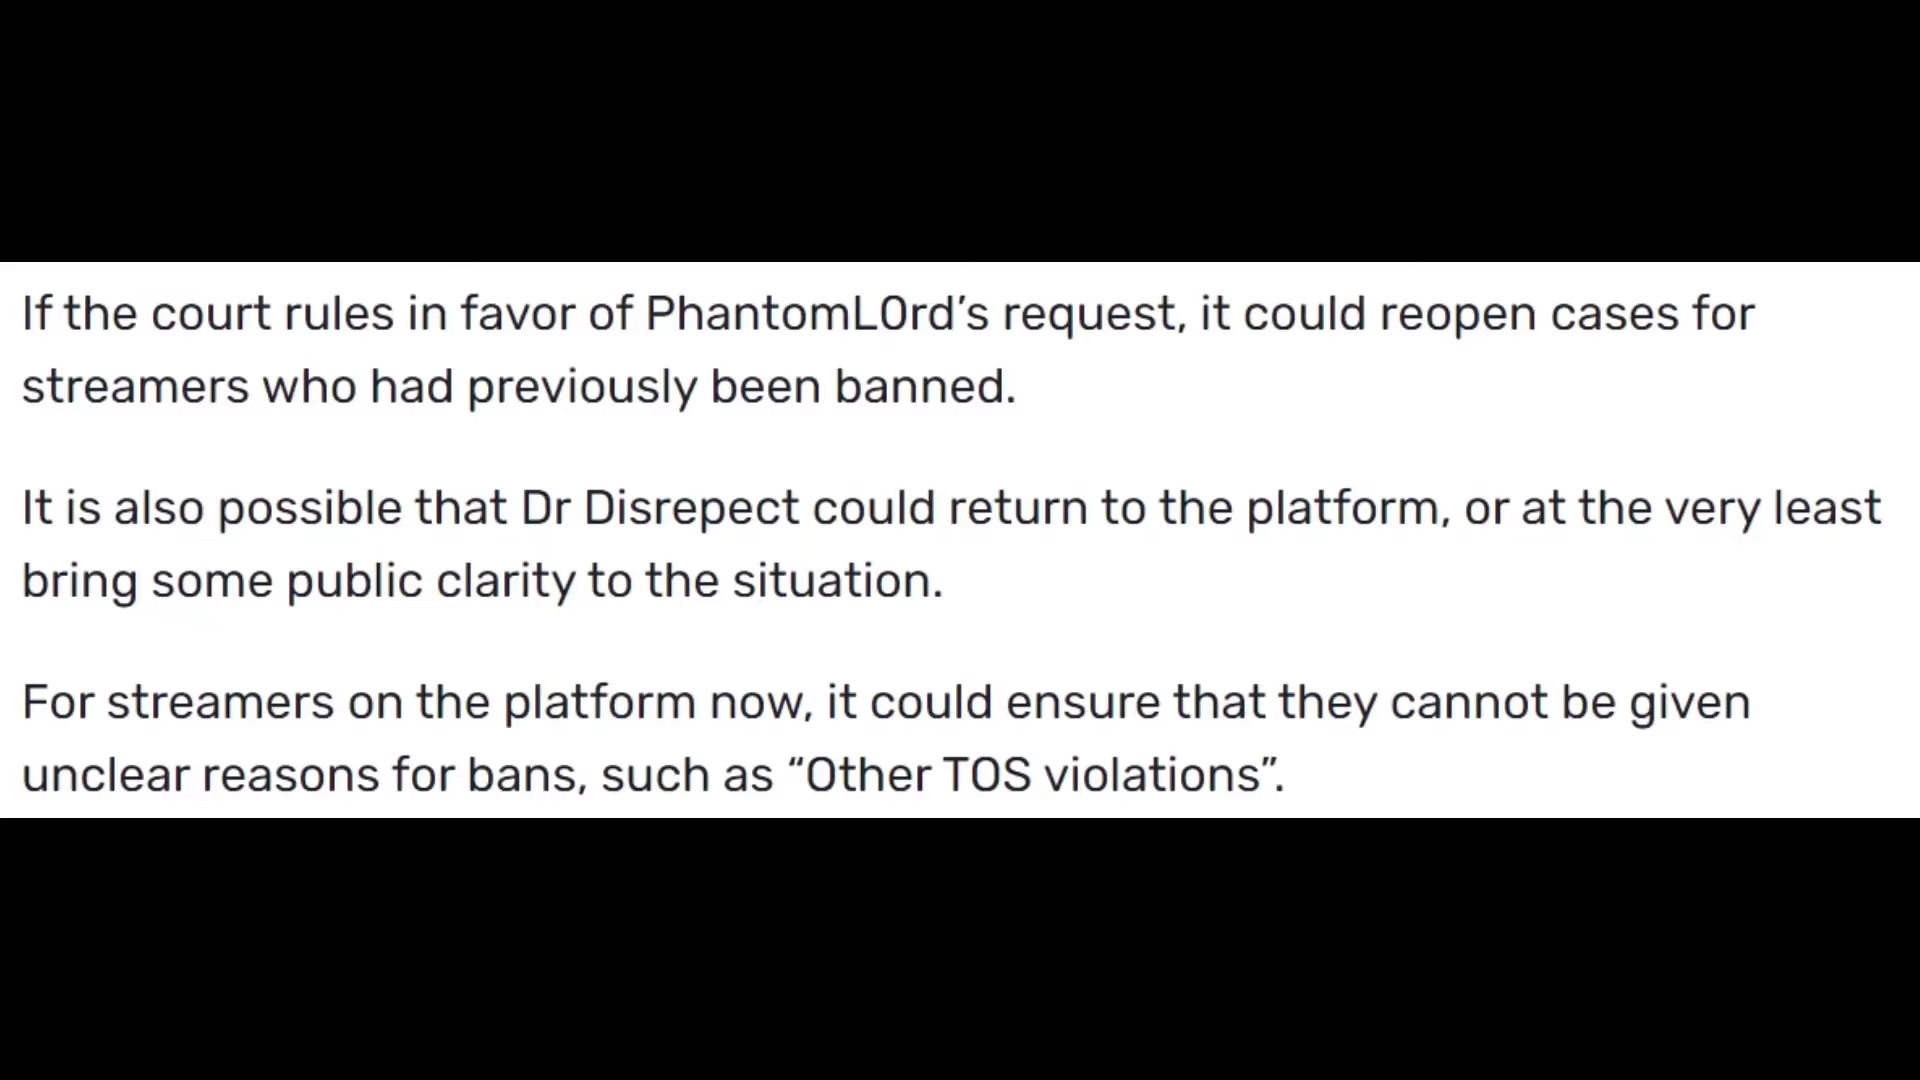 If the court rules in favor of PhantomL0rd’s request, it could reopen cases for
streamers who had previously been banned.
It is also possible that Dr Disrepect could return to the platform, or at the very least
bring some public clarity to the situation.
For streamers on the platform now, it could ensure that they cannot be given
unclear reasons for bans, such as “Other TOS violations”.